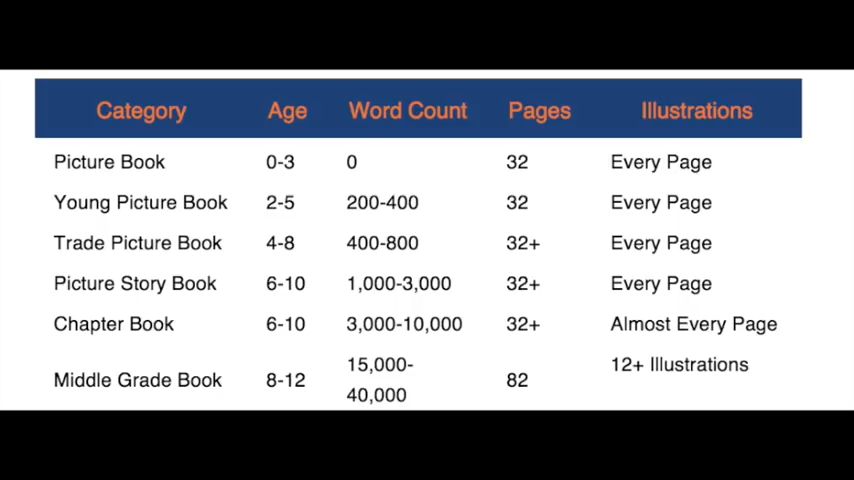 Category Age Word Count Pages Illustrations
Picture Book 0-3 0 32 Every Page
Young Picture Book 2-5 200-400 32 Every Page
Trade Picture Book 4-8 400-800 32+ Every Page
Picture Story Book 6-10 1,000-3,000 32+ Every Page
Chapter Book 6-10 3,000-10,000 32+ Almost Every Page
Middle Grade Book 8-12 15,000-
40,000 82 12+ Illustrations